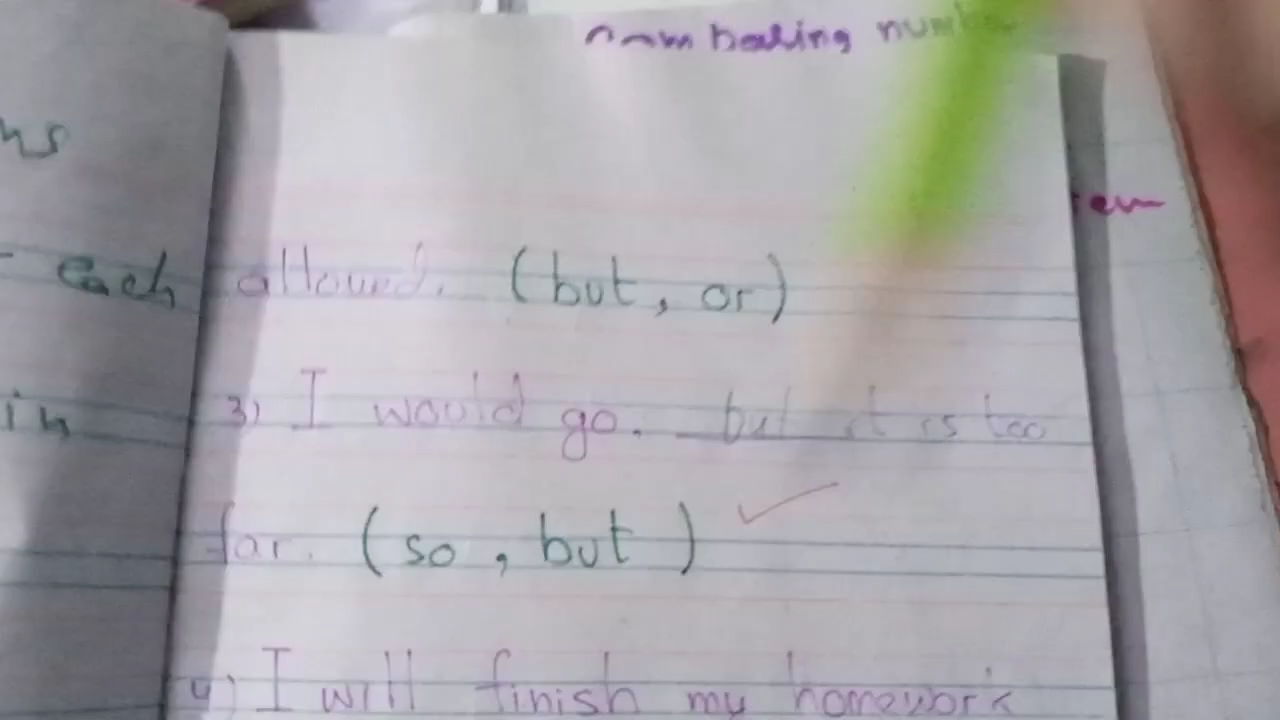 each
in
allowed. (but, or)
3) I would go. but it is too
far. (so, but)
4) I will finish my homework